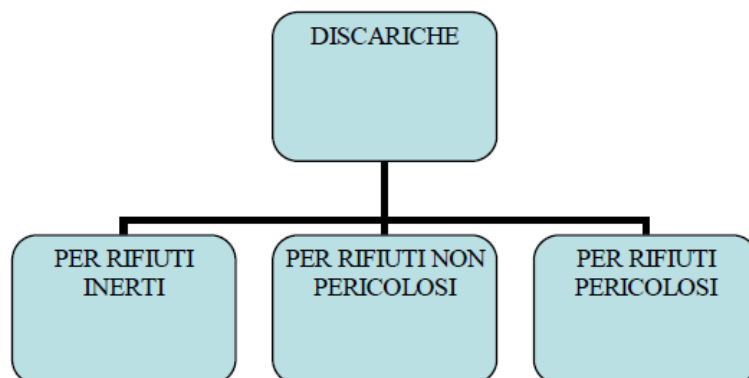 DISCARICHE
PER RIFIUTI
INERTI
PER RIFIUTI NON
PERICOLOSI
PER RIFIUTI
PERICOLOSI